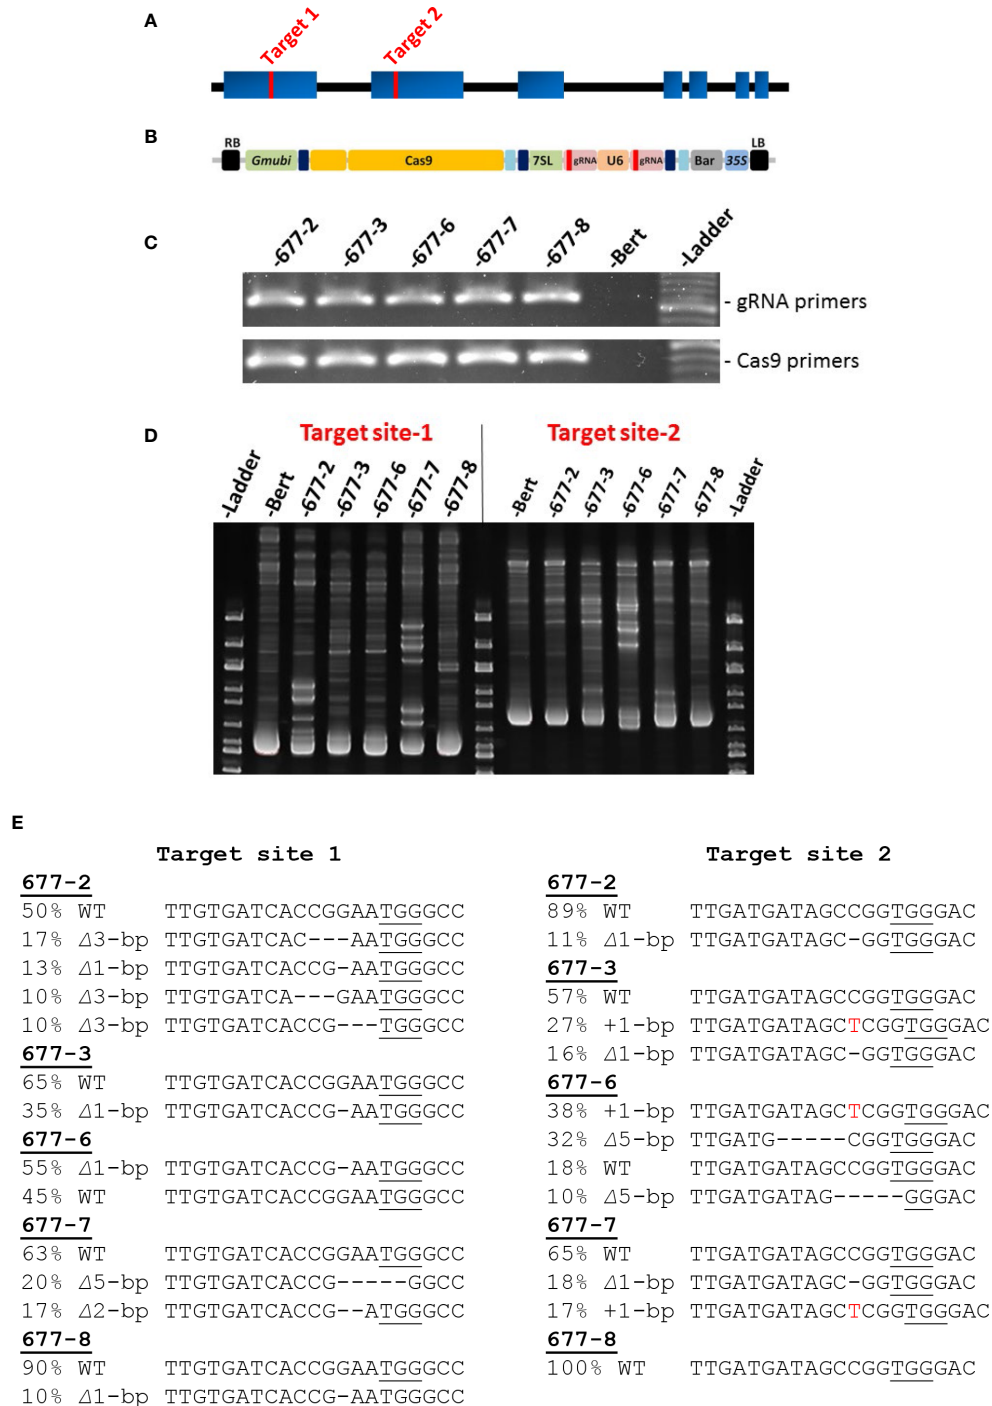 A
Target 1
Target 2
B
RB
LB
Gmubi
Cas9
7SL
gRNA
U6
gRNA
Bar
35S
C
-677-2
-677-3
-677-6
-677-7
-677-8
-Bert
-Ladder
- gRNA primers
- Cas9 primers
D
Target site-1
Target site-2
-Ladder
-Bert
-677-2
-677-3
-677-6
-677-7
-677-8
-Bert
-677-2
-677-3
-677-6
-677-7
-677-8
-Ladder
E
Target site 1
677-2
50% WT TTGTGATCACCGGAATGGGCC
17% Δ3-bp TTGTGATCAC---AATGGGCC
13% Δ1-bp TTGTGATCACCG-AATGGGCC
10% Δ3-bp TTGTGATCA---GAATGGGCC
10% Δ3-bp TTGTGATCACCG---TGGGCC
677-3
65% WT TTGTGATCACCGGAATGGGCC
35% Δ1-bp TTGTGATCACCG-AATGGGCC
677-6
55% Δ1-bp TTGTGATCACCG-AATGGGCC
45% WT TTGTGATCACCGGAATGGGCC
677-7
63% WT TTGTGATCACCGGAATGGGCC
20% Δ5-bp TTGTGATCACCG-----GGCC
17% Δ2-bp TTGTGATCACCG--ATGGGCC
677-8
90% WT TTGTGATCACCGGAATGGGCC
10% Δ1-bp TTGTGATCACCG-AATGGGCC
Target site 2
677-2
89% WT TTGATGATAGCCGGTGGGAC
11% Δ1-bp TTGATGATAGC-GGTGGGAC
677-3
57% WT TTGATGATAGCCGGTGGGAC
27% +1-bp TTGATGATAGCTCGGTGGGAC
16% Δ1-bp TTGATGATAGC-GGTGGGAC
677-6
38% +1-bp TTGATGATAGCTCGGTGGGAC
32% Δ5-bp TTGATG-----CGGTGGGAC
18% WT TTGATGATAGCCGGTGGGAC
10% Δ5-bp TTGATGATAG-----GGGAC
677-7
65% WT TTGATGATAGCCGGTGGGAC
18% Δ1-bp TTGATGATAGC-GGTGGGAC
17% +1-bp TTGATGATAGCTCGGTGGGAC
677-8
100% WT TTGATGATAGCCGGTGGGAC